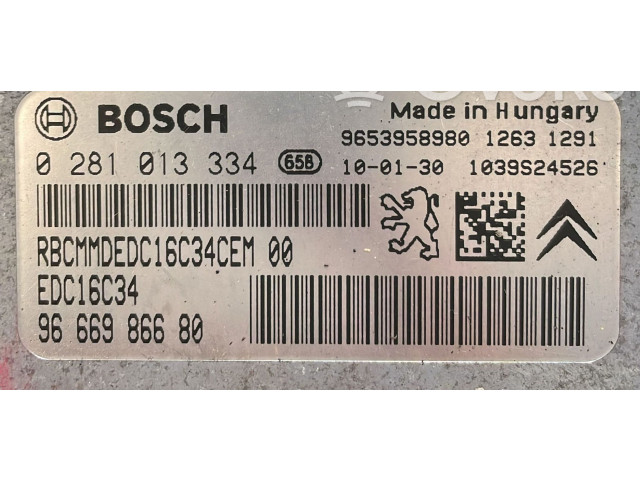 BOSCH
Made in Hungary
9653958980 1263 1291
0 281 013 334 65B 10-01-30 1039S24526
RBCMMDEDC16C34CEM 00
EDC16C34
96 669 866 80